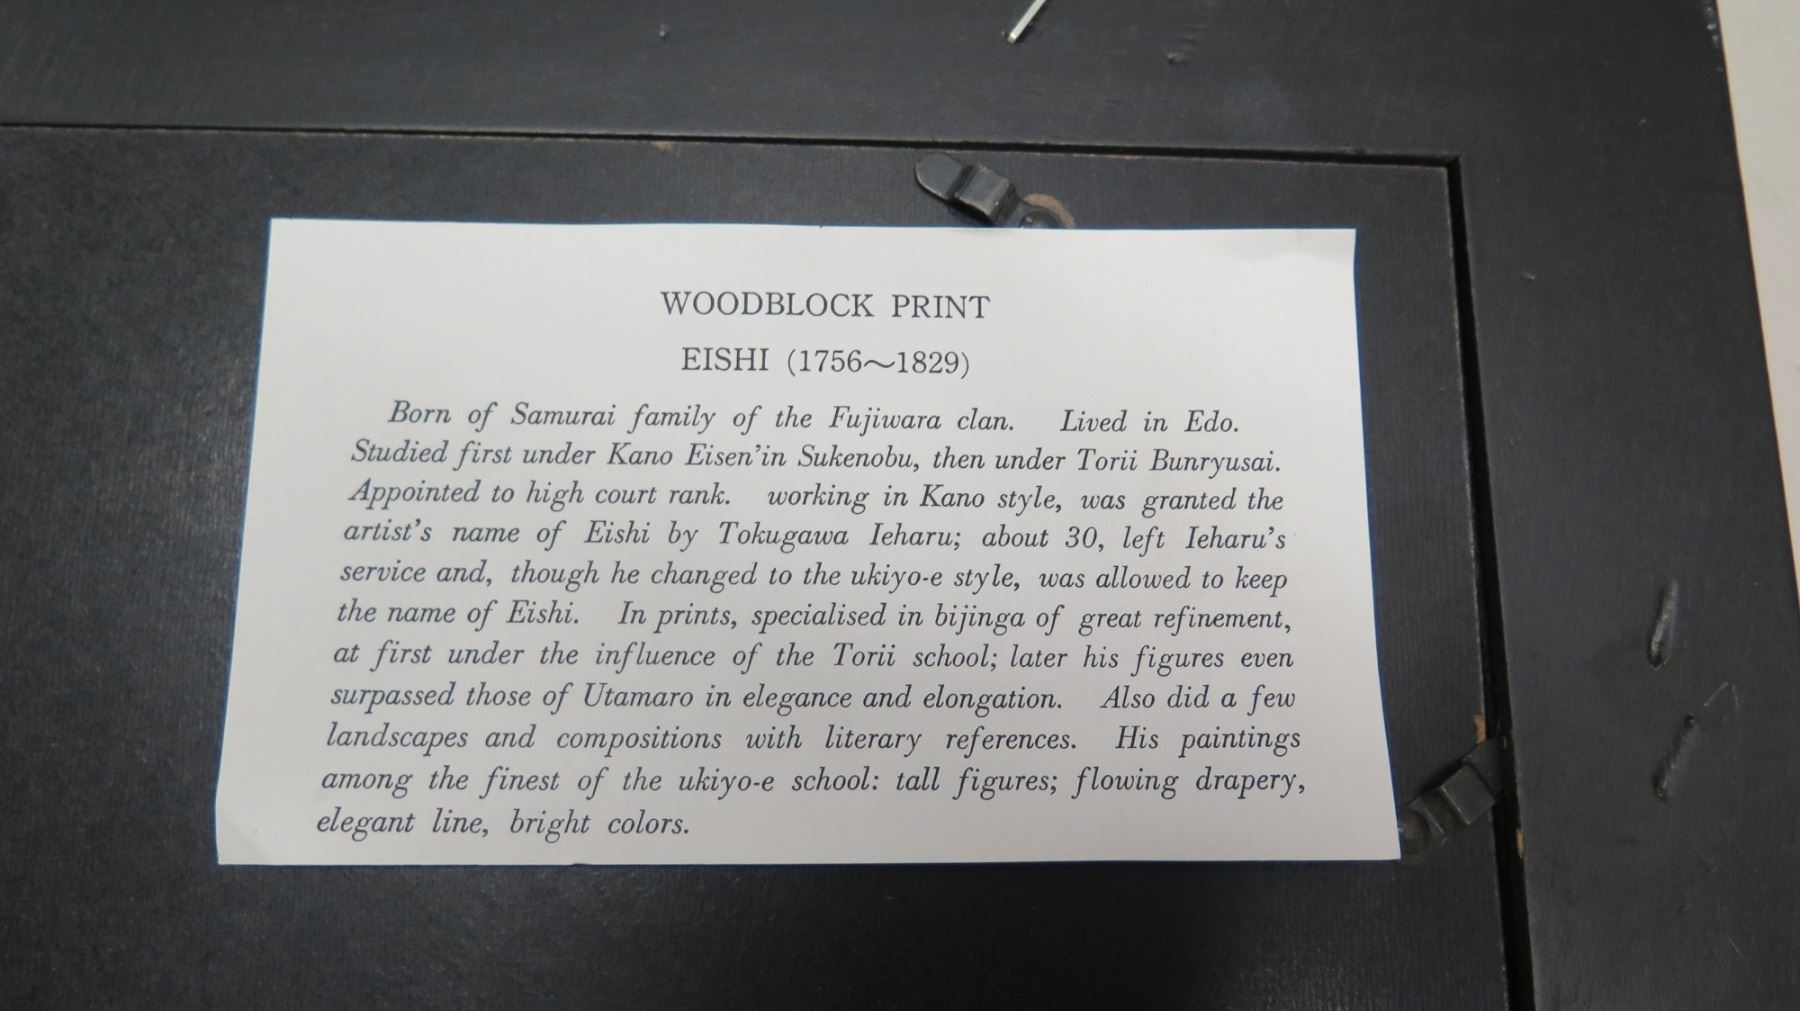 WOODBLOCK PRINT
EISHI (1756～1829)
Born of Samurai family of the Fujiwara clan. Lived in Edo.
Studied first under Kano Eisen'in Sukenobu, then under Torii Bunryusai.
Appointed to high court rank. working in Kano style, was granted the
artist's name of Eishi by Tokugawa Ieharu; about 30, left Ieharu's
service and, though he changed to the ukiyo-e style, was allowed to keep
the name of Eishi. In prints, specialised in bijinga of great refinement,
at first under the influence of the Torii school; later his figures even
surpassed those of Utamaro in elegance and elongation. Also did a few
landscapes and compositions with literary references. His paintings
among the finest of the ukiyo-e school: tall figures; flowing drapery,
elegant line, bright colors.